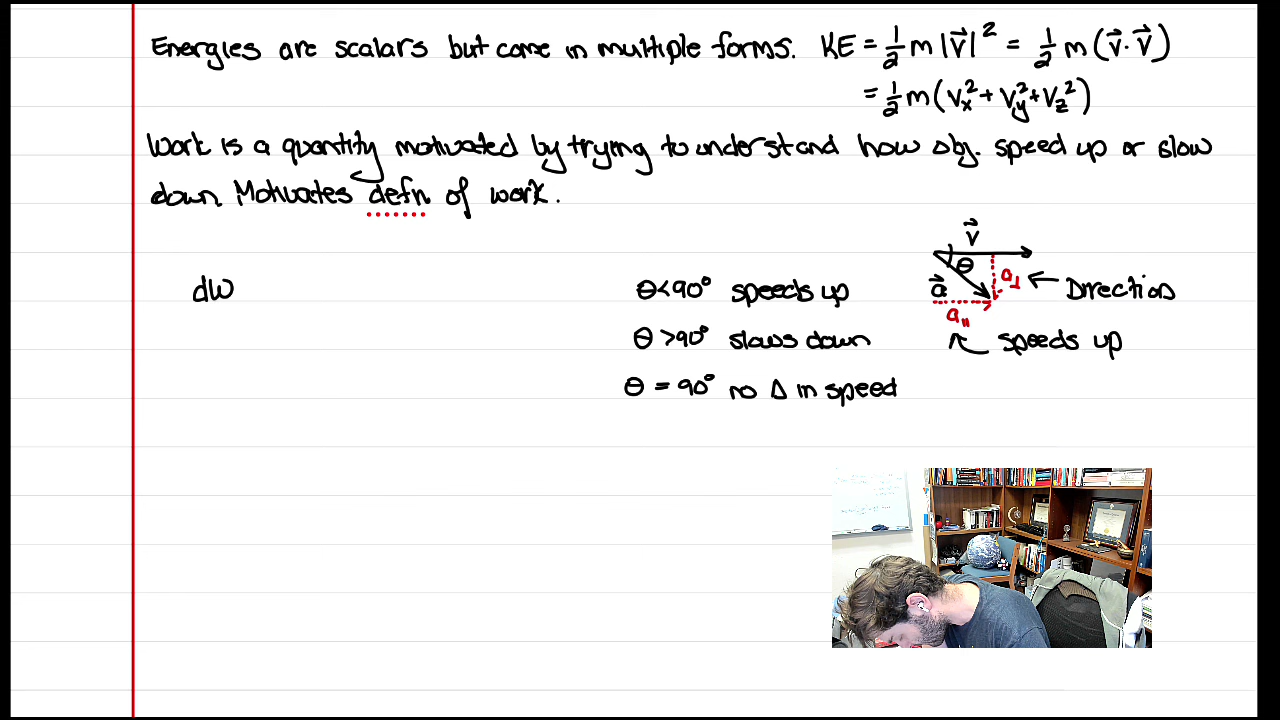 Energies are scalars but come in multiple forms. KE = 1/2 m |v⃗|² = 1/2 m (v⃗ · v⃗)
= 1/2 m (Vx² + Vy² + Vz²)
Work is a quantity motivated by trying to understand how obj. speed up or slow
down Motivates defn of work.
v⃗
θ
dW
θ<90° speeds up
a⃗
a⊥
Direction
a||
θ >90° slows down
speeds up
θ = 90° no Δ in speed